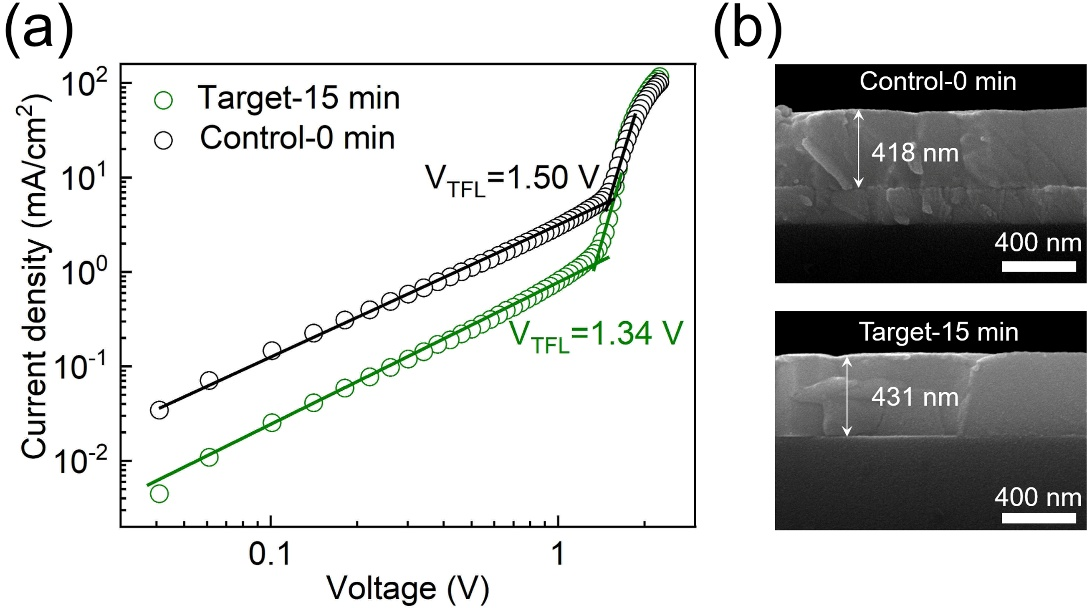 (a)
10²
10¹
10⁰
10⁻¹
10⁻²
Current density (mA/cm²)
Target-15 min
Control-0 min
V_TFL=1.50 V
V_TFL=1.34 V
0.1
1
Voltage (V)
(b)
Control-0 min
418 nm
400 nm
Target-15 min
431 nm
400 nm